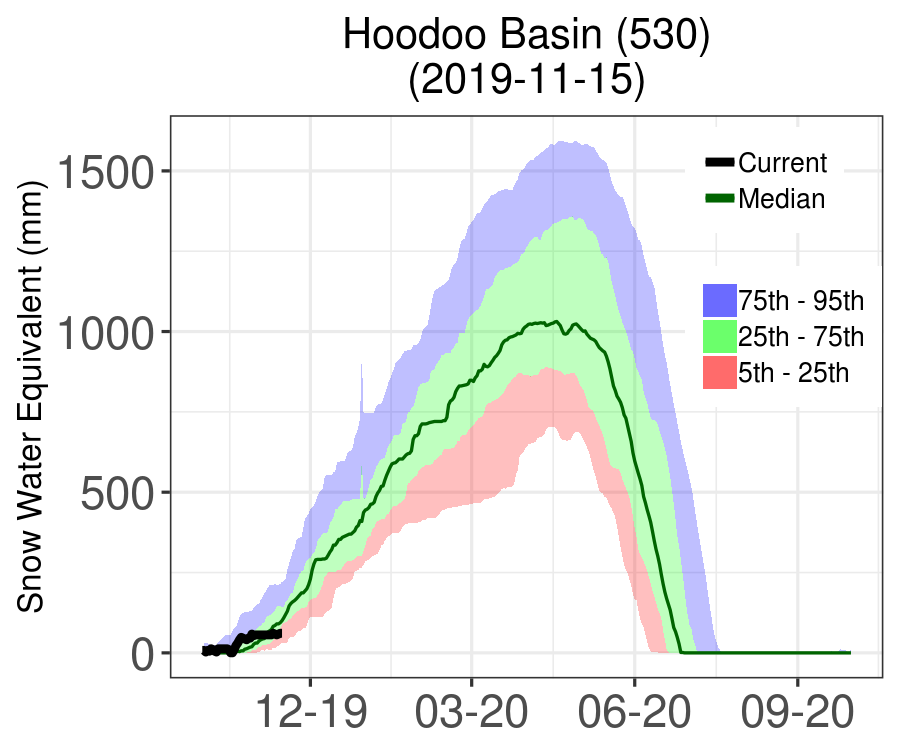 Hoodoo Basin (530)
(2019-11-15)
Snow Water Equivalent (mm)
1500
1000
500
0
Current
Median
75th - 95th
25th - 75th
5th - 25th
12-19
03-20
06-20
09-20